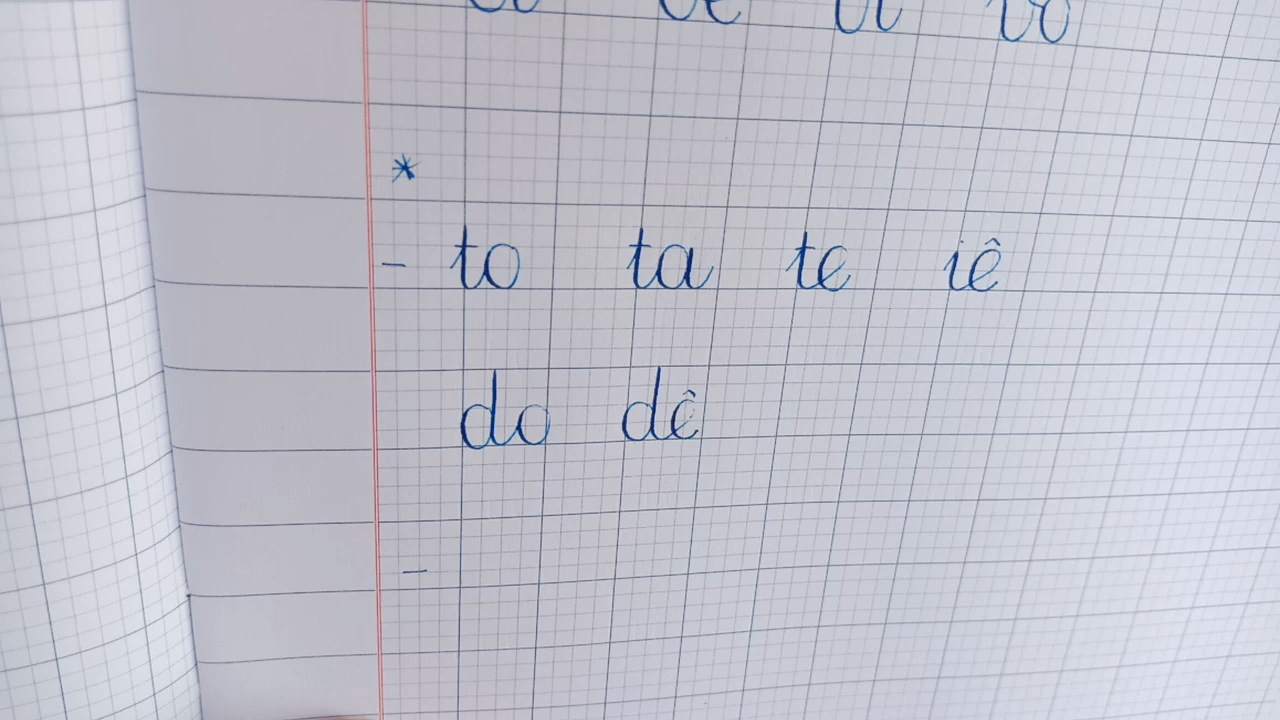 *
- to ta te iê
do dê
-